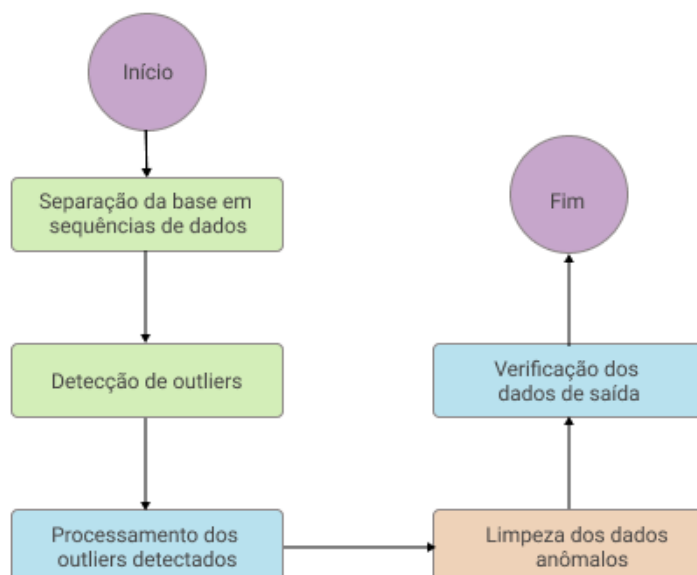 Início
Separação da base em
sequências de dados
Detecção de outliers
Processamento dos
outliers detectados
Limpeza dos dados
anômalos
Verificação dos
dados de saída
Fim